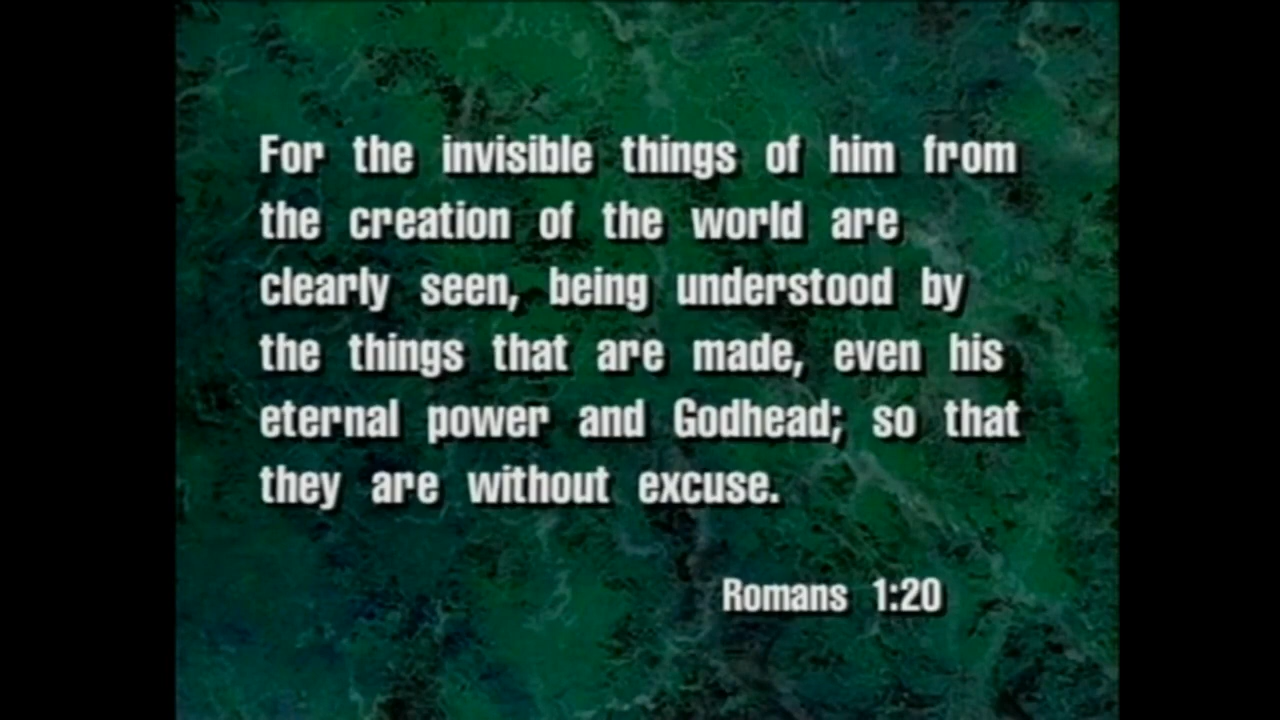 For the invisible things of him from
the creation of the world are
clearly seen, being understood by
the things that are made, even his
eternal power and Godhead; so that
they are without excuse.
Romans 1:20